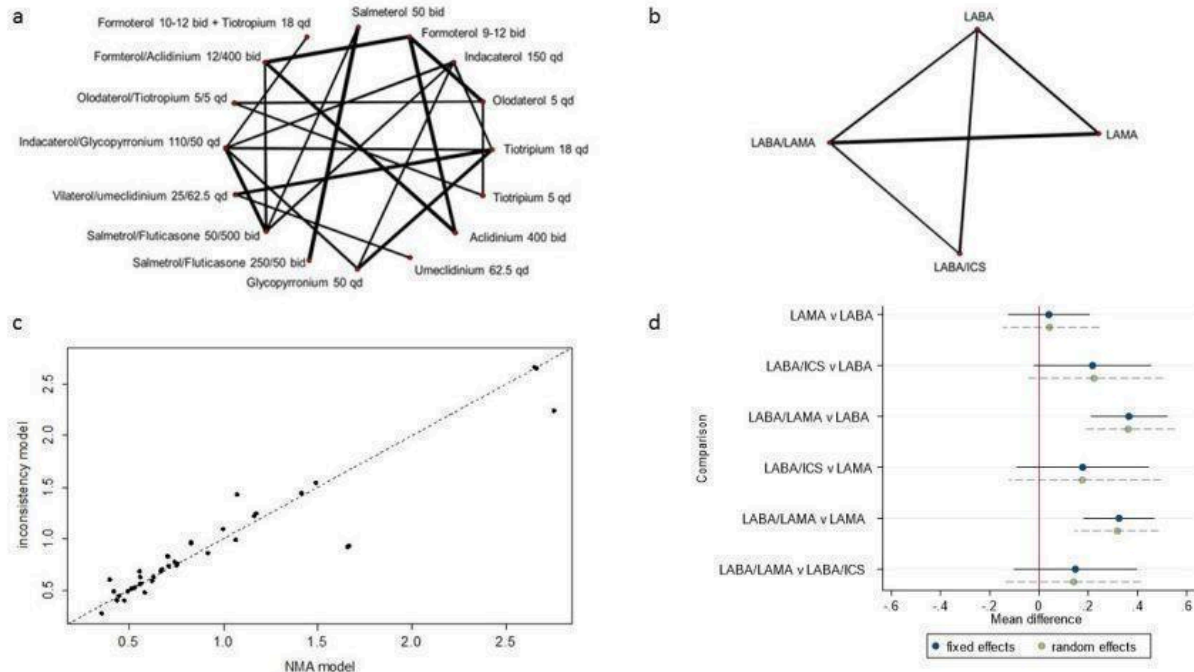 a
Formoterol 10-12 bid + Tiotropium 18 qd
Salmeterol 50 bid
Formoterol 9-12 bid
Formterol/Aclidinium 12/400 bid
Indacaterol 150 qd
Olodaterol/Tiotropium 5/5 qd
Olodaterol 5 qd
Indacaterol/Glycopyrronium 110/50 qd
Tiotripium 18 qd
Vilaterol/umeclidinium 25/62.5 qd
Tiotripium 5 qd
Salmetrol/Fluticasone 50/500 bid
Aclidinium 400 bid
Salmetrol/Fluticasone 250/50 bid
Umeclidinium 62.5 qd
Glycopyrronium 50 qd
b
LABA
LABA/LAMA
LAMA
LABA/ICS
c
inconsistency model
2.5
2.0
1.5
1.0
0.5
0.5 1.0 1.5 2.0 2.5
NMA model
d
Comparison
LAMA v LABA
LABA/ICS v LABA
LABA/LAMA v LABA
LABA/ICS v LAMA
LABA/LAMA v LAMA
LABA/LAMA v LABA/ICS
-.6 -.4 -.2 0 .2 .4 .6
Mean difference
fixed effects random effects